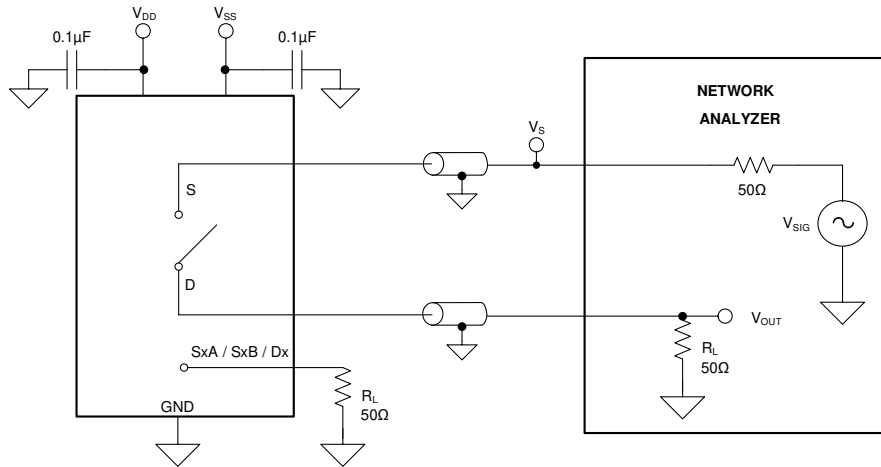 V_DD
V_SS
0.1µF
0.1µF
NETWORK
ANALYZER
V_S
S
50Ω
V_SIG
D
V_OUT
SxA / SxB / Dx
R_L
50Ω
R_L
50Ω
GND